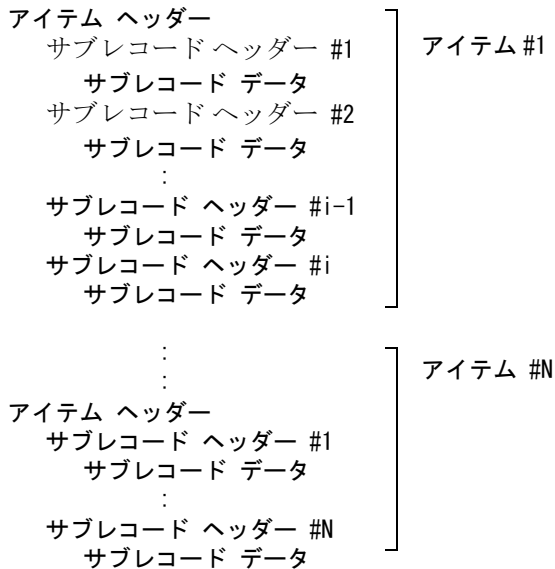 アイテム ヘッダー
サブレコード ヘッダー #1 アイテム #1
サブレコード データ
サブレコード ヘッダー #2
サブレコード データ
:
サブレコード ヘッダー #i-1
サブレコード データ
サブレコード ヘッダー #i
サブレコード データ
:
アイテム #N
:
アイテム ヘッダー
サブレコード ヘッダー #1
サブレコード データ
:
サブレコード ヘッダー #N
サブレコード データ